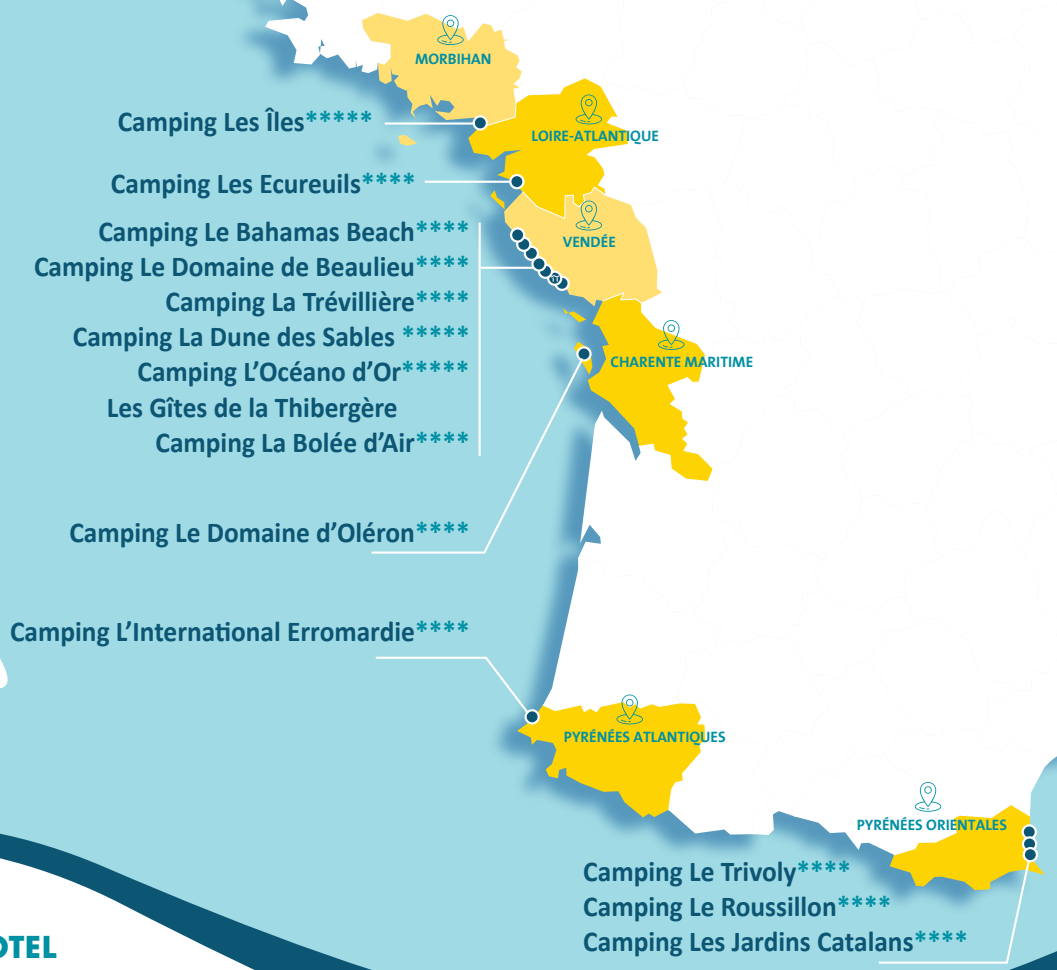 MORBIHAN
Camping Les Îles*****
LOIRE-ATLANTIQUE
Camping Les Ecureuils****
Camping Le Bahamas Beach****
VENDÉE
Camping Le Domaine de Beaulieu****
Camping La Trévillière****
Camping La Dune des Sables *****
CHARENTE MARITIME
Camping L’Océano d’Or*****
Les Gîtes de la Thibergère
Camping La Bolée d’Air****
Camping Le Domaine d’Oléron****
Camping L’International Erromardie****
PYRÉNÉES ATLANTIQUES
PYRÉNÉES ORIENTALES
Camping Le Trivoly****
Camping Le Roussillon****
Camping Les Jardins Catalans****